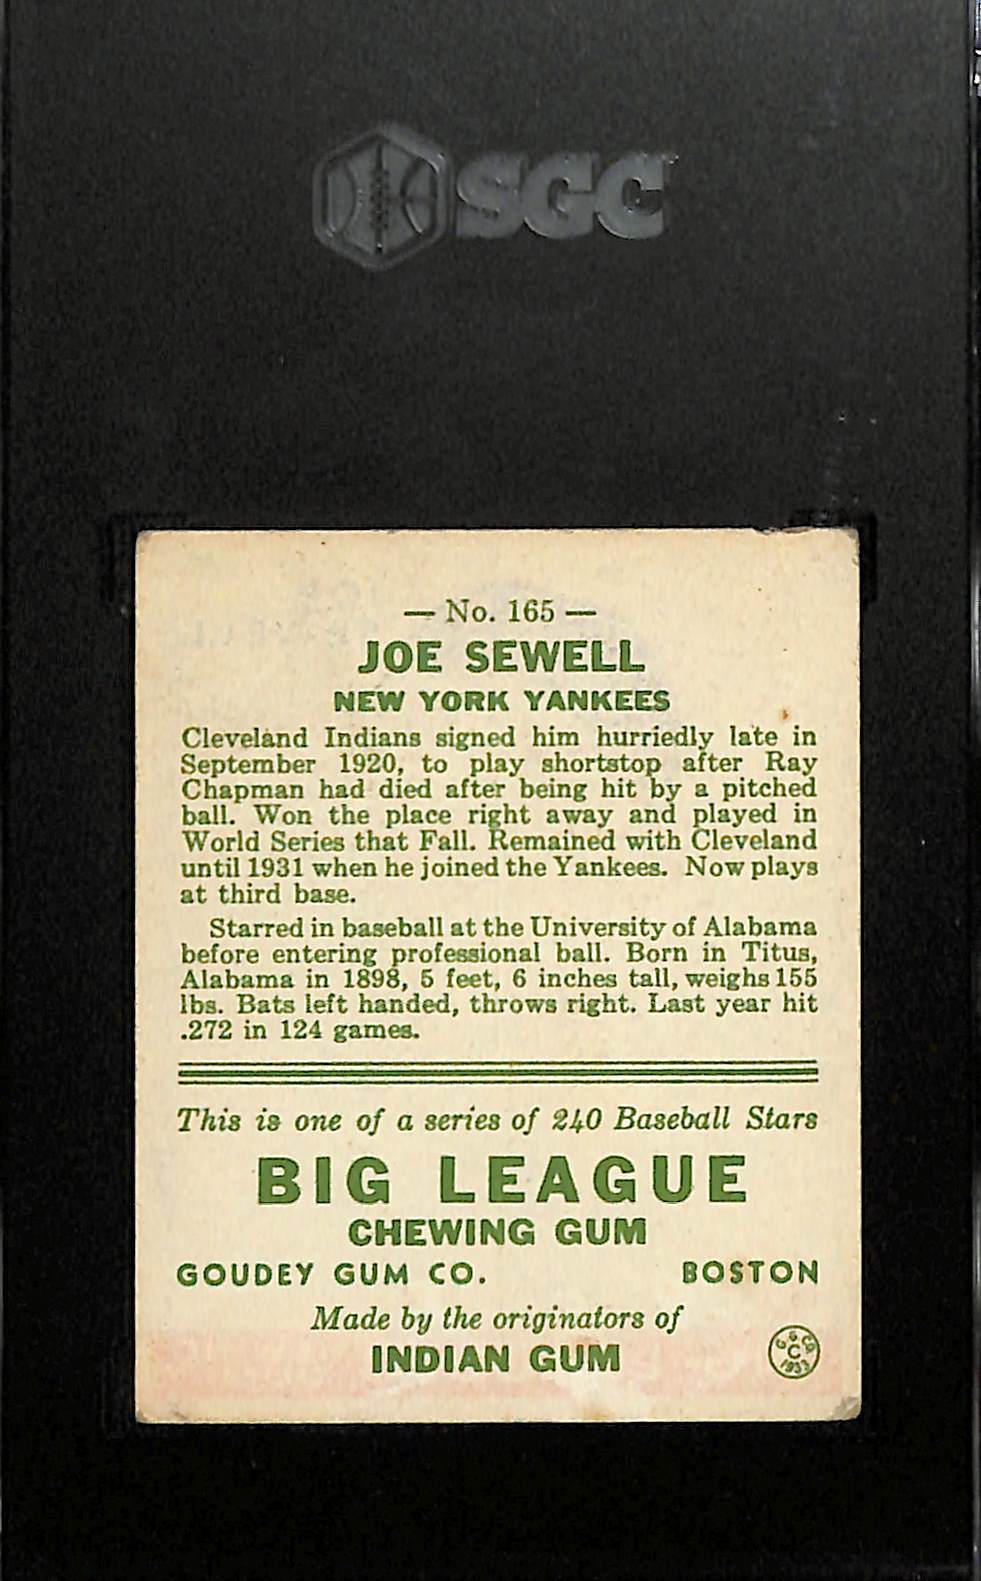 SGC
— No. 165 —
JOE SEWELL
NEW YORK YANKEES
Cleveland Indians signed him hurriedly late in
September 1920, to play shortstop after Ray
Chapman had died after being hit by a pitched
ball. Won the place right away and played in
World Series that Fall. Remained with Cleveland
until 1931 when he joined the Yankees. Now plays
at third base.
Starred in baseball at the University of Alabama
before entering professional ball. Born in Titus,
Alabama in 1898, 5 feet, 6 inches tall, weighs 155
lbs. Bats left handed, throws right. Last year hit
.272 in 124 games.
This is one of a series of 240 Baseball Stars
BIG LEAGUE
CHEWING GUM
GOUDEY GUM CO. BOSTON
Made by the originators of
INDIAN GUM
1933